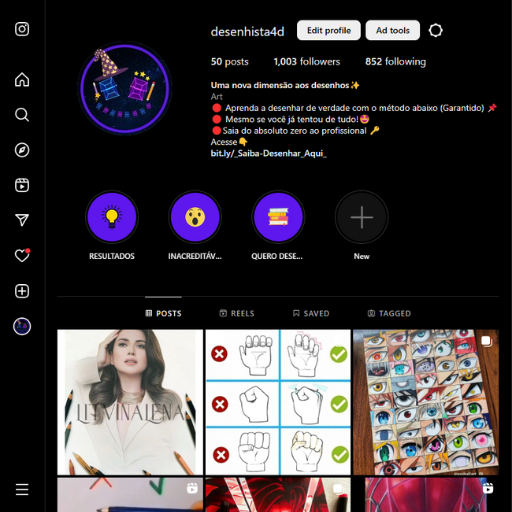 desenhista4d
Edit profile
Ad tools
50 posts
1,003 followers
852 following
Uma nova dimensão aos desenhos✨
Art
🔴 Aprenda a desenhar de verdade com o método abaixo (Garantido) 📌
🔴 Mesmo se você já tentou de tudo!😍
🔴Saia do absoluto zero ao profissional 🔑
Acesse👇
bit.ly/_Saiba-Desenhar_Aqui_
RESULTADOS
INACREDITÁV...
QUERO DESE...
New
POSTS
REELS
SAVED
TAGGED